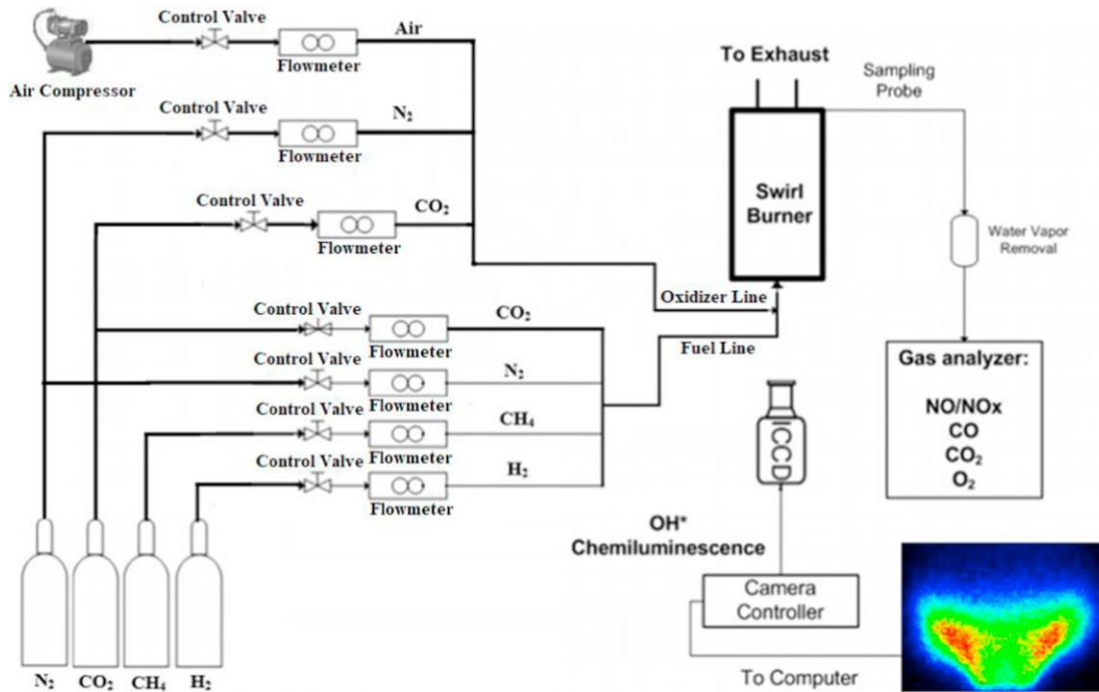 Control Valve
Air
Flowmeter
Air Compressor
Control Valve
N₂
Flowmeter
Control Valve
CO₂
Flowmeter
Control Valve
CO₂
Flowmeter
Control Valve
N₂
Flowmeter
Control Valve
CH₄
Flowmeter
Control Valve
H₂
Flowmeter
N₂
CO₂
CH₄
H₂
Oxidizer Line
Fuel Line
To Exhaust
Swirl
Burner
Sampling
Probe
Water Vapor
Removal
Gas analyzer:
NO/NOx
CO
CO₂
O₂
ICCD
OH*
Chemiluminescence
Camera
Controller
To Computer